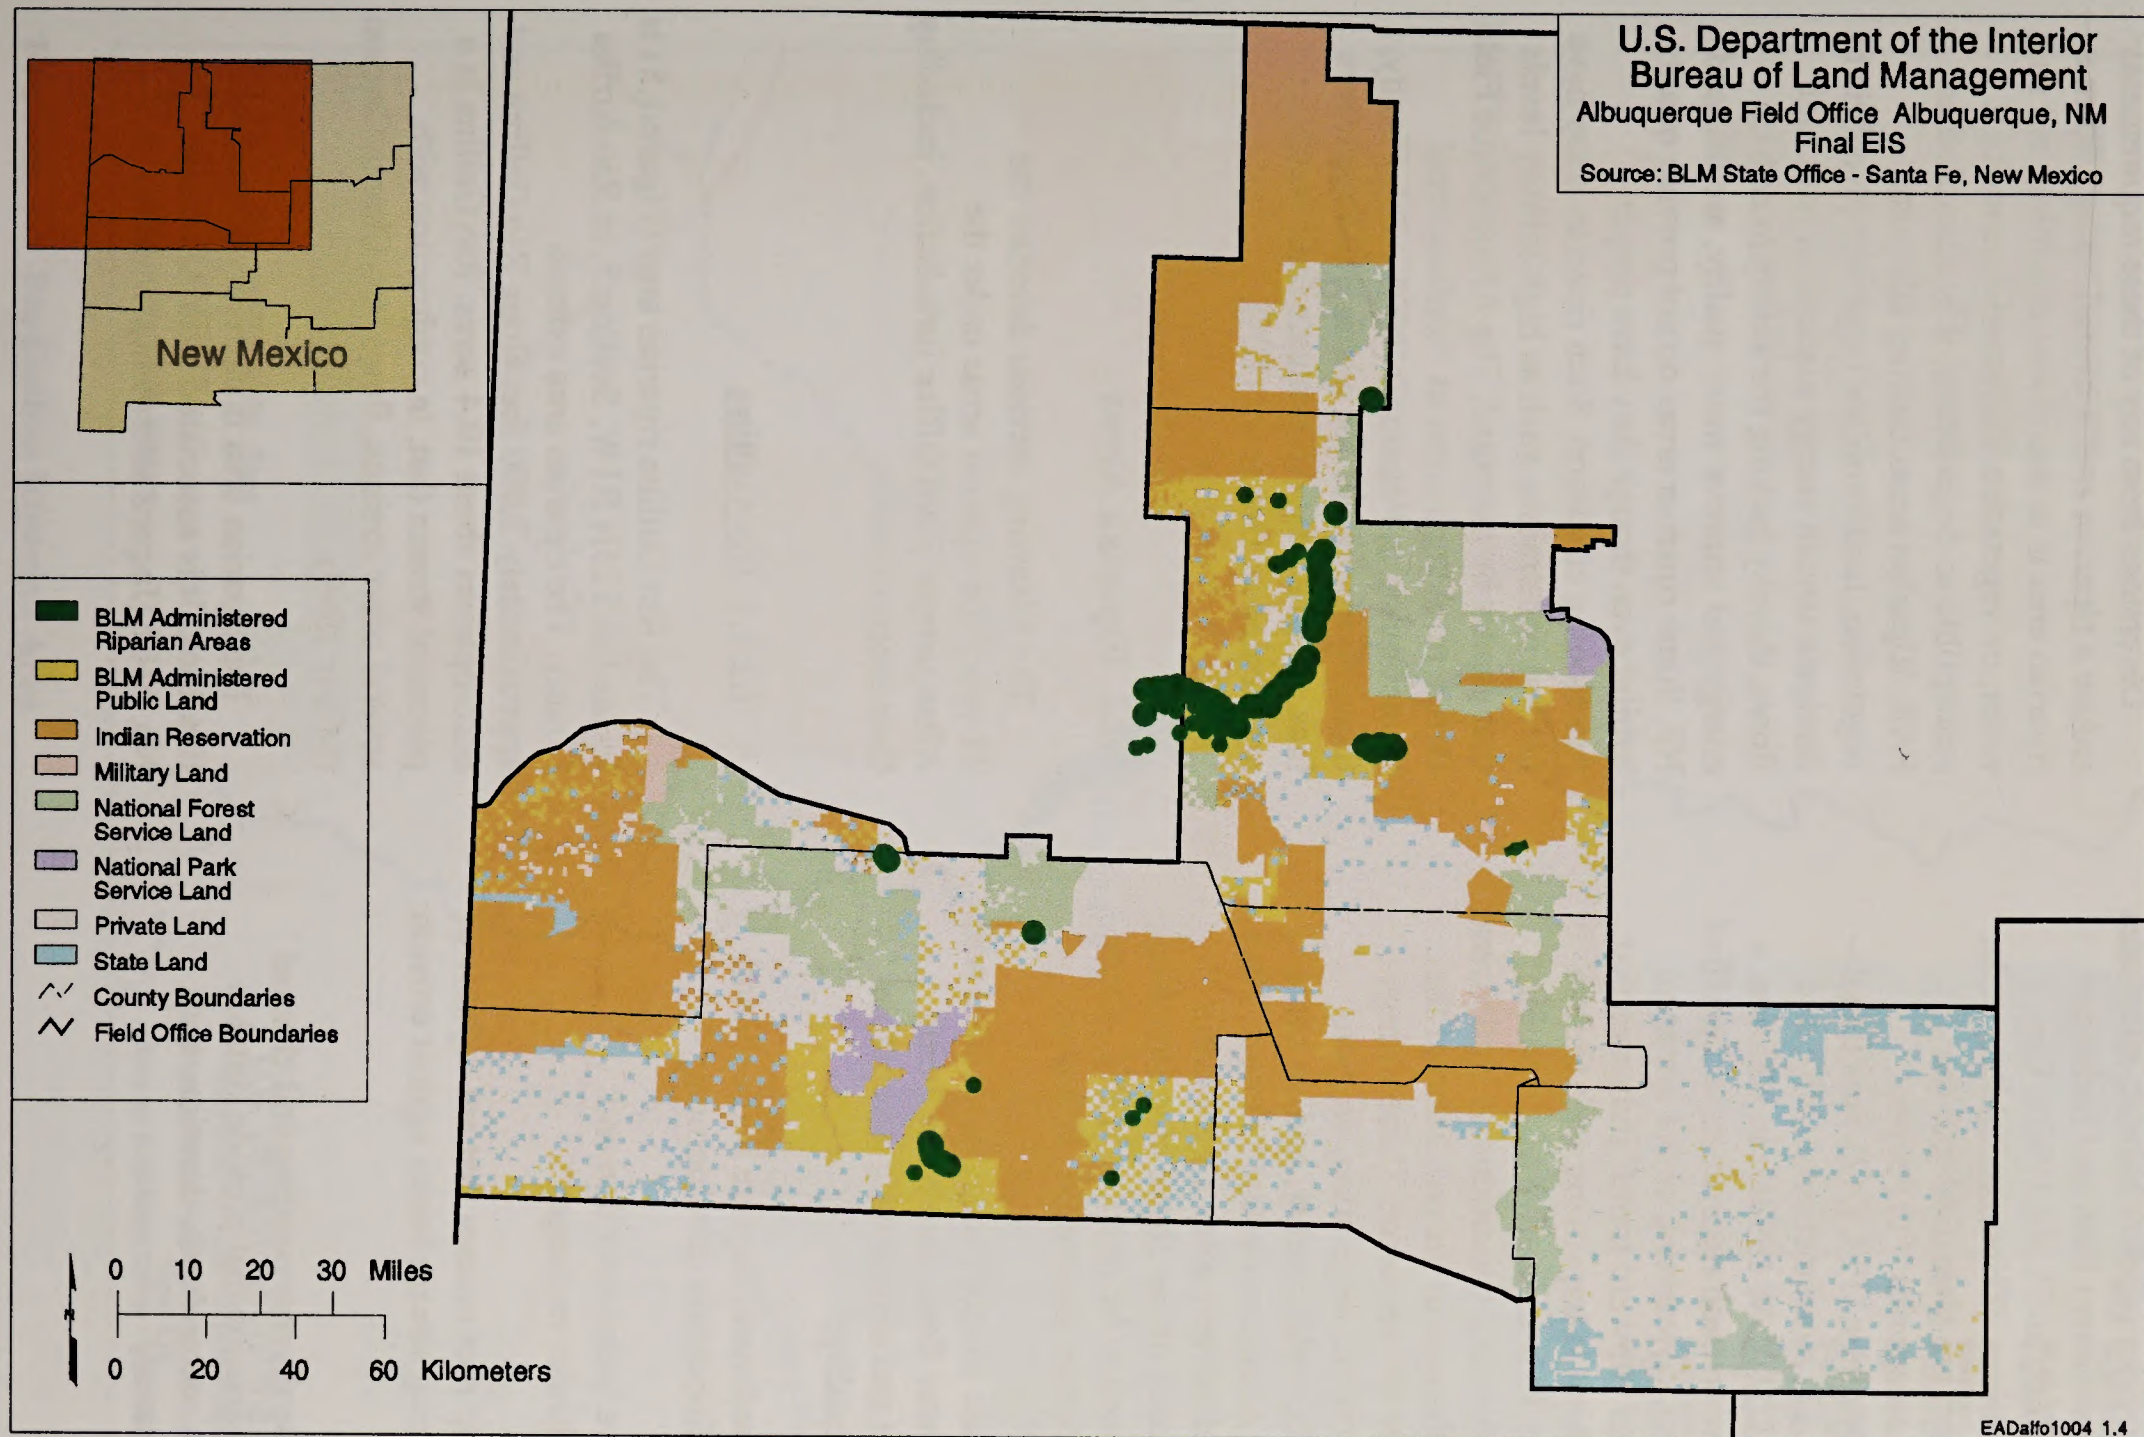 U.S. Department of the Interior
Bureau of Land Management
Albuquerque Field Office Albuquerque, NM
Final EIS
Source: BLM State Office - Santa Fe, New Mexico
New Mexico
BLM Administered
Riparian Areas
BLM Administered
Public Land
Indian Reservation
Military Land
National Forest
Service Land
National Park
Service Land
Private Land
State Land
County Boundaries
Field Office Boundaries
N
0 10 20 30 Miles
0 20 40 60 Kilometers
EADalfo1004 1.4